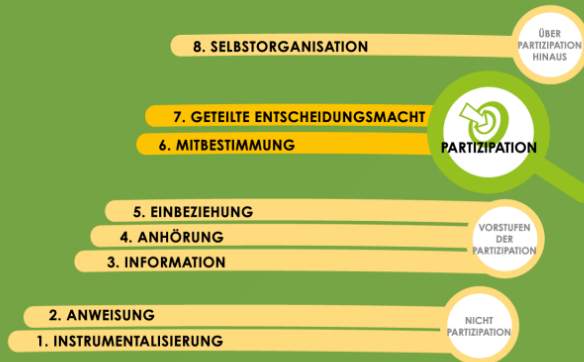 8. SELBSTORGANISATION
ÜBER
PARTIZIPATION
HINAUS
7. GETEILTE ENTSCHEIDUNGSMACHT
6. MITBESTIMMUNG
PARTIZIPATION
5. EINBEZIEHUNG
4. ANHÖRUNG
3. INFORMATION
VORSTUFEN
DER
PARTIZIPATION
2. ANWEISUNG
1. INSTRUMENTALISIERUNG
NICHT
PARTIZIPATION